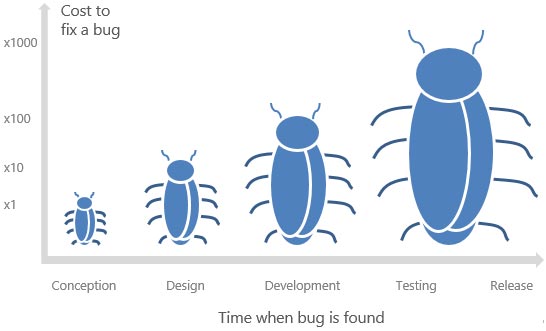 Cost to
fix a bug
x1000
x100
x10
x1
Conception
Design
Development
Testing
Release
Time when bug is found